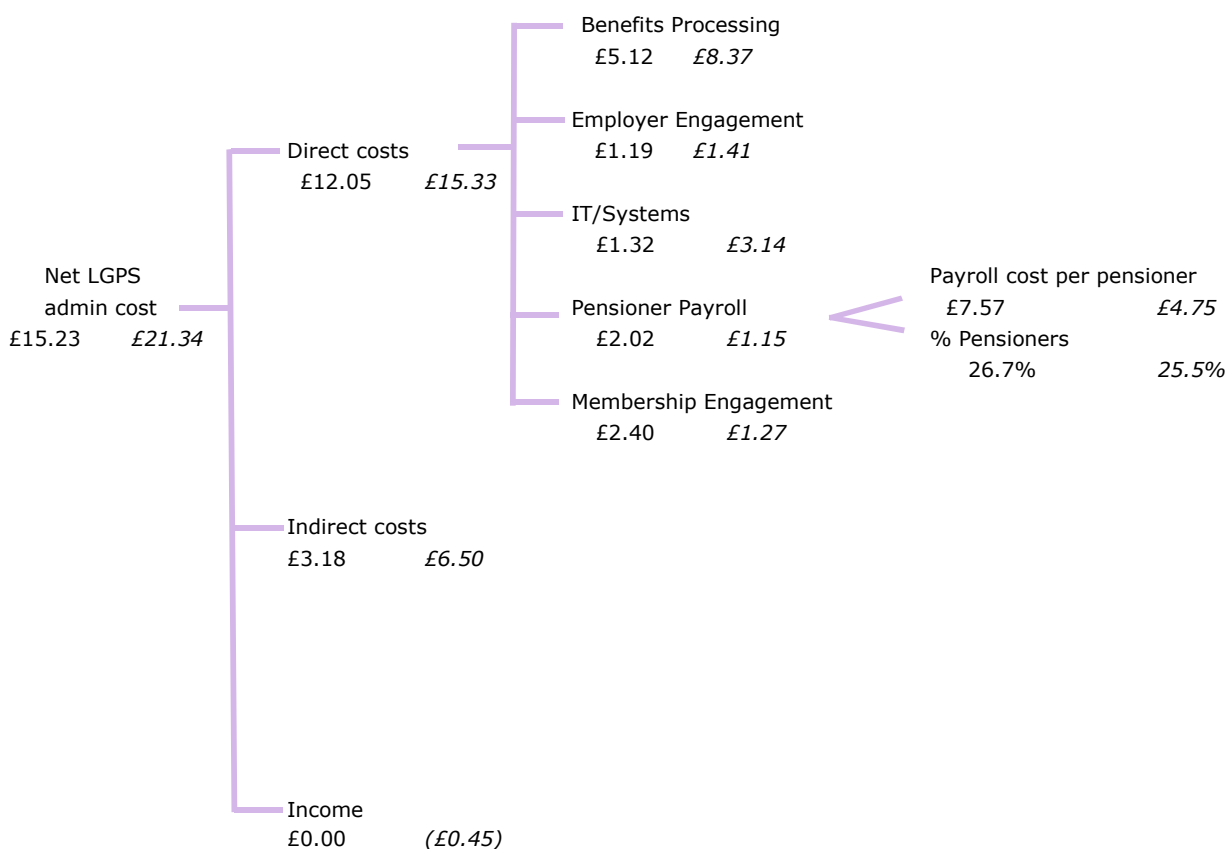 Benefits Processing
£5.12 £8.37
Employer Engagement
£1.19 £1.41
Direct costs
£12.05 £15.33
IT/Systems
£1.32 £3.14
Net LGPS
admin cost
£15.23 £21.34
Pensioner Payroll
£2.02 £1.15
Payroll cost per pensioner
£7.57 £4.75
% Pensioners
26.7% 25.5%
Membership Engagement
£2.40 £1.27
Indirect costs
£3.18 £6.50
Income
£0.00 (£0.45)